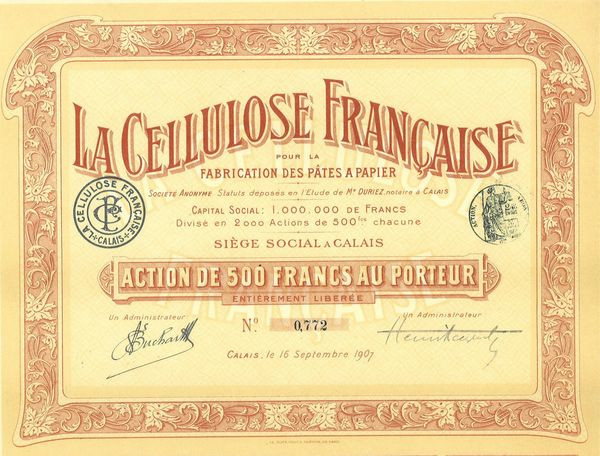 LA CELLULOSE FRANÇAISE
POUR LA
FABRICATION DES PÂTES A PAPIER
SOCIÉTÉ ANONYME Statuts déposés en l'Etude de Me DURIEZ, notaire à CALAIS
CAPITAL SOCIAL: 1.000.000 DE FRANCS
Divisé en 2000 Actions de 500frs chacune
SIÈGE SOCIAL A CALAIS
LA CELLULOSE FRANÇAISE
CALAIS
ACTION DE 500 FRANCS AU PORTEUR
ENTIÈREMENT LIBÉRÉE
Un Administrateur
Un Administrateur
No 0,772
CALAIS, le 16 Septembre 1907